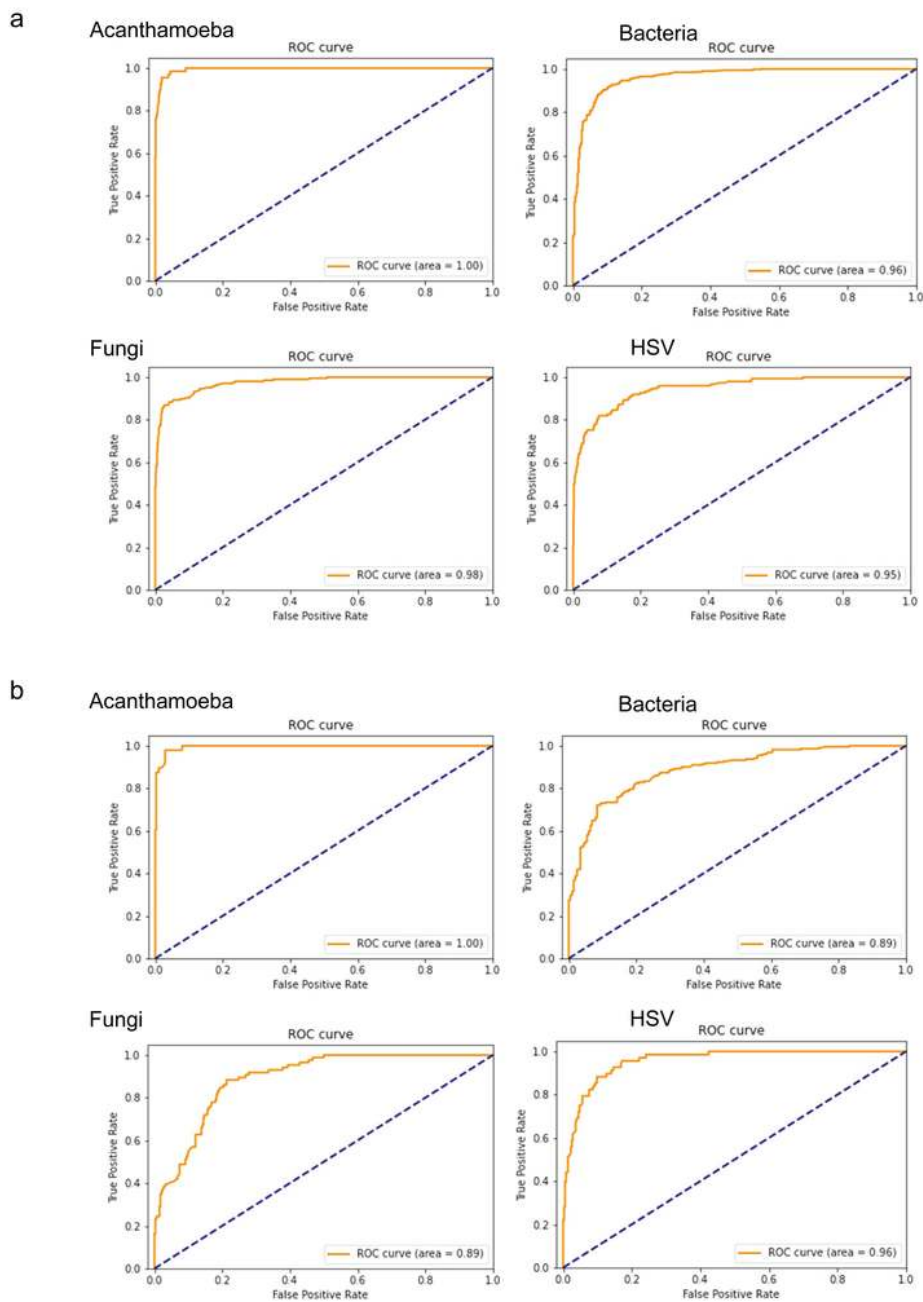 a
Acanthamoeba
ROC curve
True Positive Rate
1.0
0.8
0.6
0.4
0.2
0.0
ROC curve (area = 1.00)
0.0 0.2 0.4 0.6 0.8 1.0
False Positive Rate
Bacteria
ROC curve
True Positive Rate
1.0
0.8
0.6
0.4
0.2
0.0
ROC curve (area = 0.96)
0.0 0.2 0.4 0.6 0.8 1.0
False Positive Rate
Fungi
ROC curve
True Positive Rate
1.0
0.8
0.6
0.4
0.2
0.0
ROC curve (area = 0.98)
0.0 0.2 0.4 0.6 0.8 1.0
False Positive Rate
HSV
ROC curve
True Positive Rate
1.0
0.8
0.6
0.4
0.2
0.0
ROC curve (area = 0.95)
0.0 0.2 0.4 0.6 0.8 1.0
False Positive Rate
b
Acanthamoeba
ROC curve
True Positive Rate
1.0
0.8
0.6
0.4
0.2
0.0
ROC curve (area = 1.00)
0.0 0.2 0.4 0.6 0.8 1.0
False Positive Rate
Bacteria
ROC curve
True Positive Rate
1.0
0.8
0.6
0.4
0.2
0.0
ROC curve (area = 0.89)
0.0 0.2 0.4 0.6 0.8 1.0
False Positive Rate
Fungi
ROC curve
True Positive Rate
1.0
0.8
0.6
0.4
0.2
0.0
ROC curve (area = 0.89)
0.0 0.2 0.4 0.6 0.8 1.0
False Positive Rate
HSV
ROC curve
True Positive Rate
1.0
0.8
0.6
0.4
0.2
0.0
ROC curve (area = 0.96)
0.0 0.2 0.4 0.6 0.8 1.0
False Positive Rate